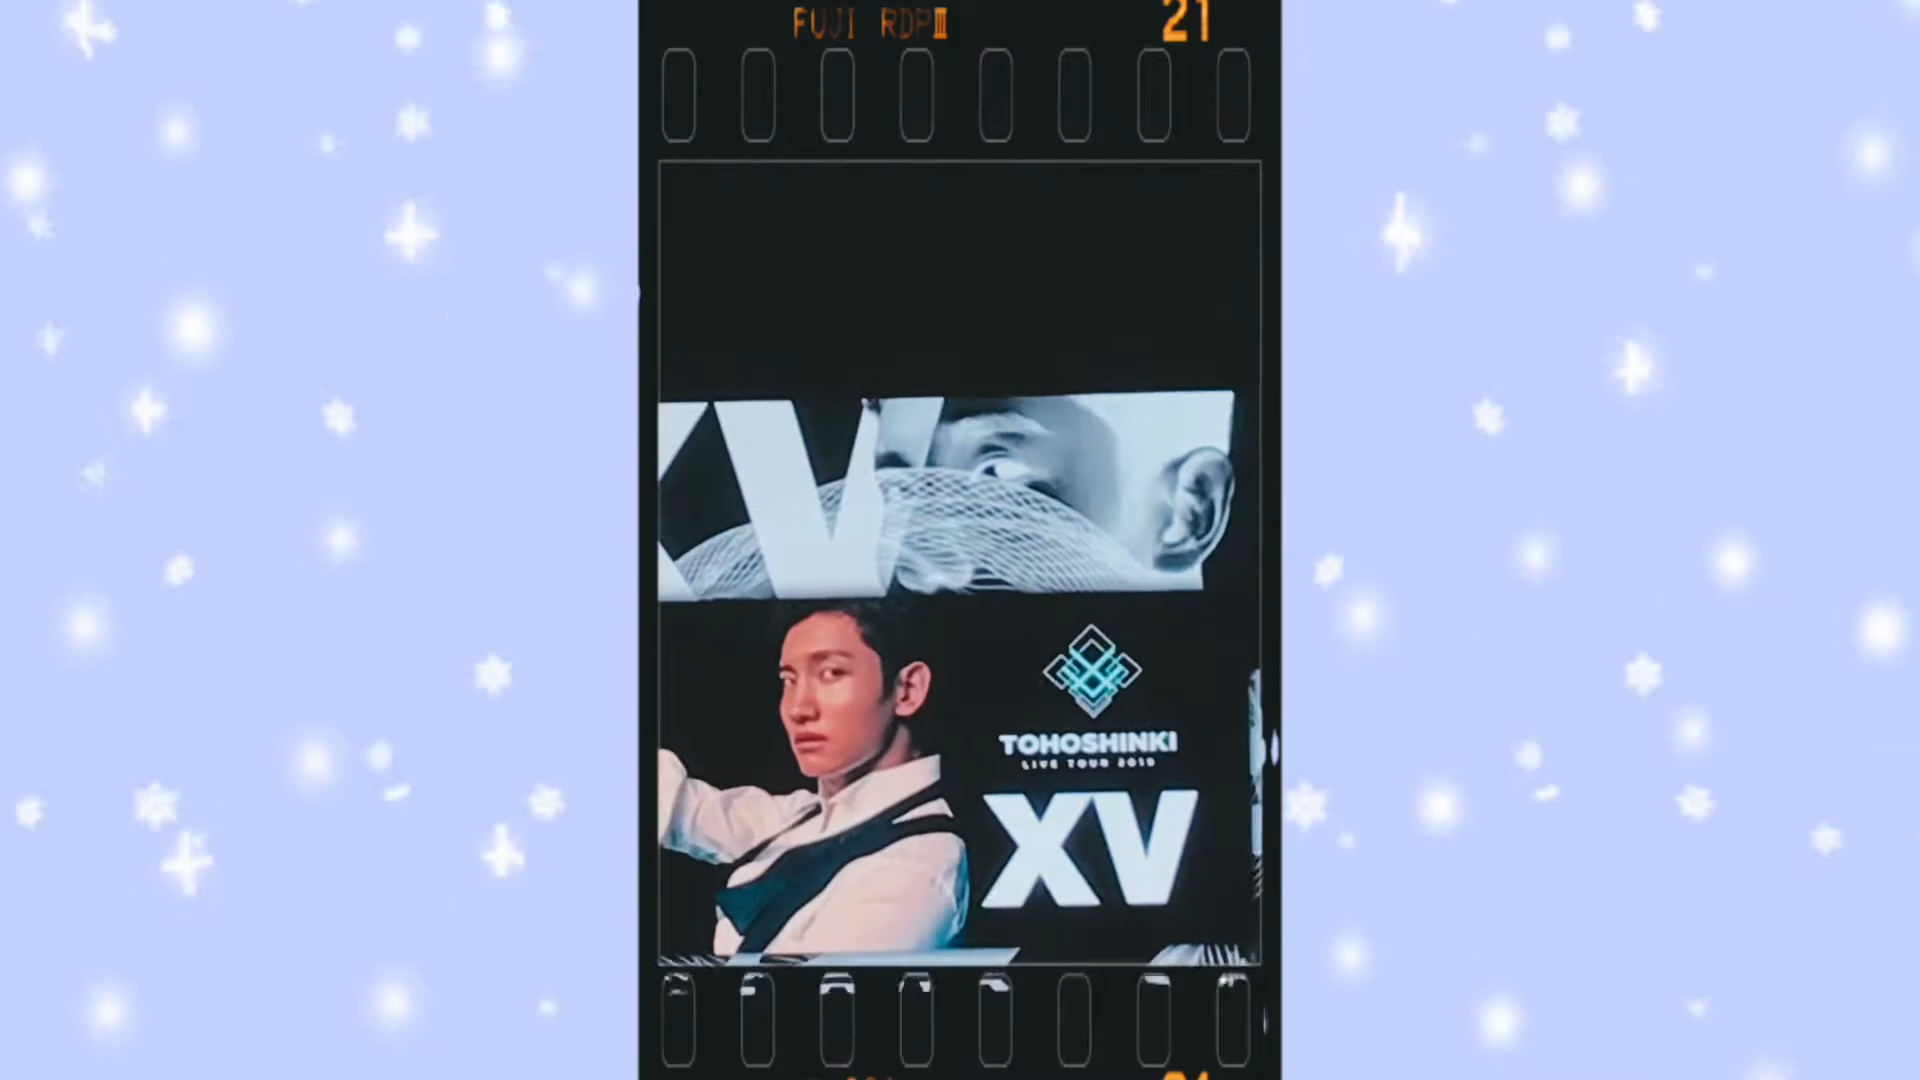 FUJI RDPIII 21
XV
TOHOSHINKI
LIVE TOUR 2019
XV